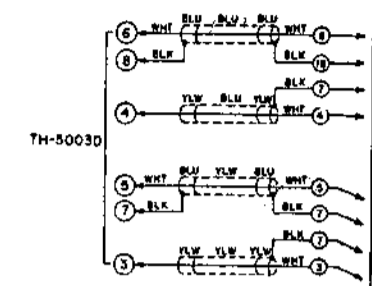 BLU BLU BLU
6 WHT WHT 8
8 BLK BLK 18
BLK 7
YLW BLU YLW
4 WHT 4
TH-5003D
BLU YLW BLU
5 WHT WHT 5
7 BLK BLK 7
BLK 7
YLW YLW YLW
3 WHT 3